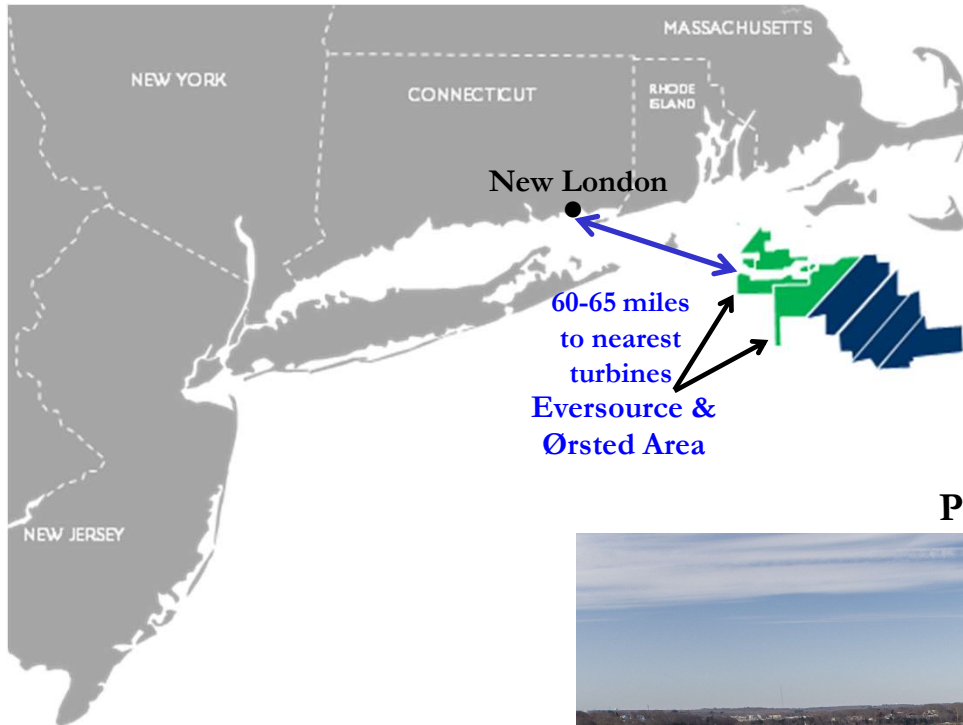 MASSACHUSETTS
NEW YORK
CONNECTICUT
RHODE
ISLAND
New London
60-65 miles
to nearest
turbines
Eversource &
Ørsted Area
NEW JERSEY
P